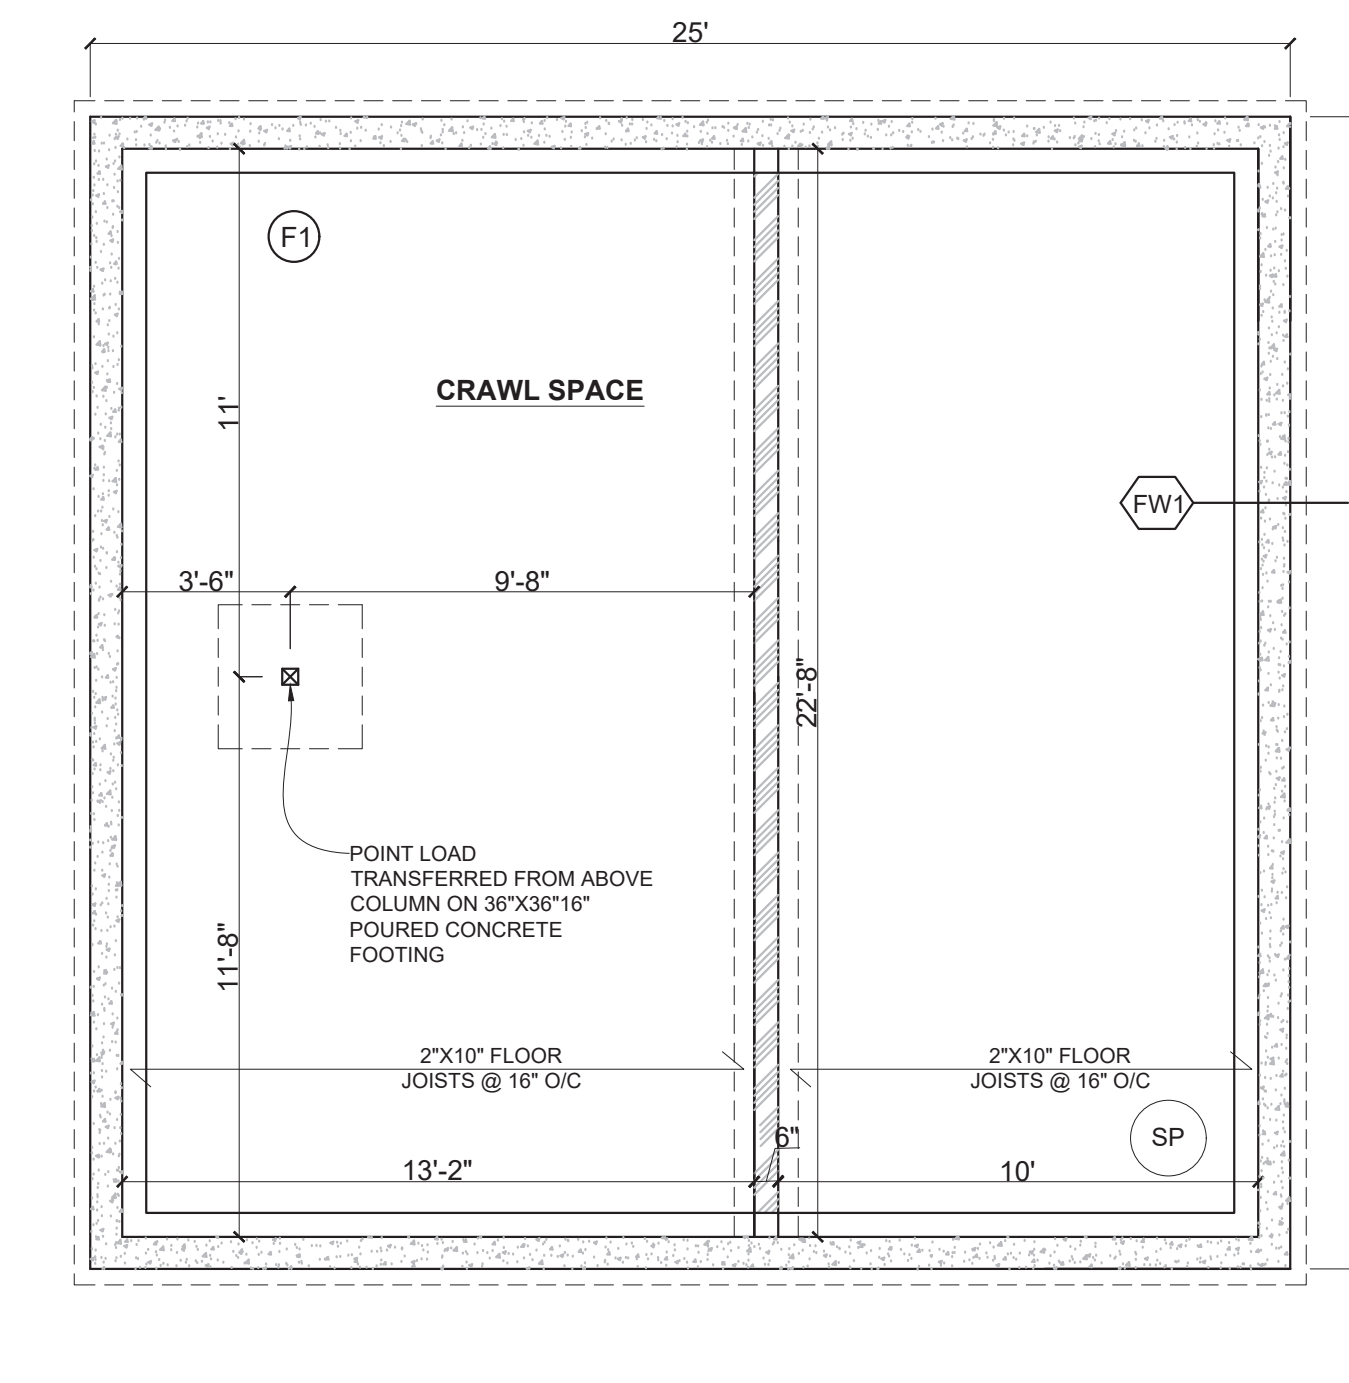 25'
F1
CRAWL SPACE
11'
FW1
3'-6"
9'-8"
22'-8"
POINT LOAD
TRANSFERRED FROM ABOVE
COLUMN ON 36"X36"16"
POURED CONCRETE
FOOTING
11'-8"
2"X10" FLOOR
JOISTS @ 16" O/C
2"X10" FLOOR
JOISTS @ 16" O/C
6"
SP
13'-2"
10'